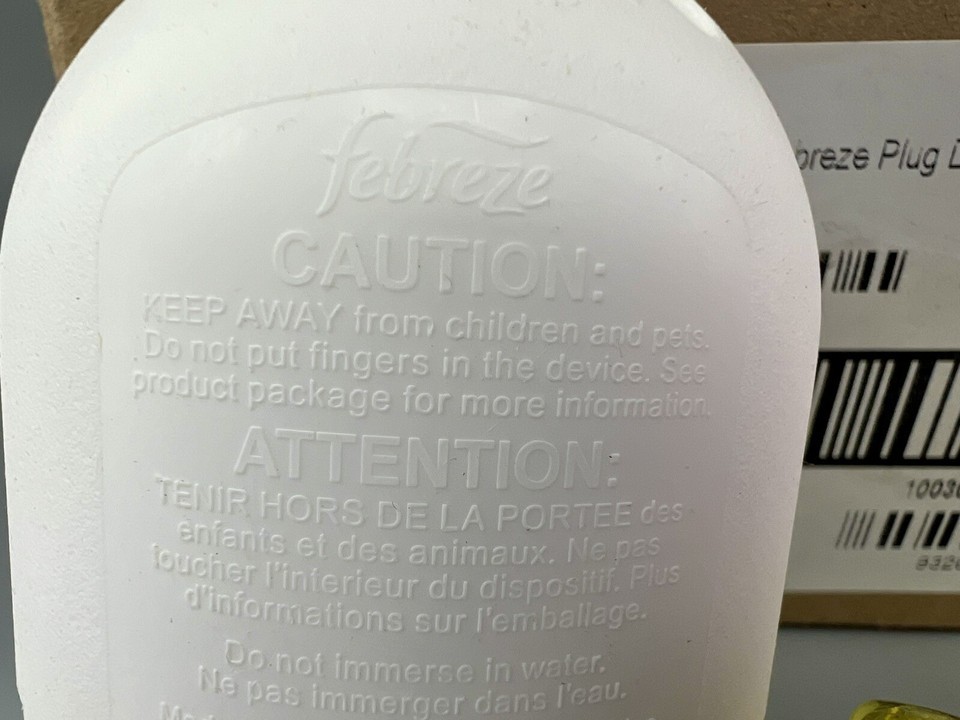 febreze
CAUTION:
KEEP AWAY from children and pets.
Do not put fingers in the device. See
product package for more information.
ATTENTION:
TENIR HORS DE LA PORTEE des
enfants et des animaux. Ne pas
toucher l'interieur du dispositif. Plus
d'informations sur l'emballage.
Do not immerse in water.
Ne pas immerger dans l'eau.
breze Plug